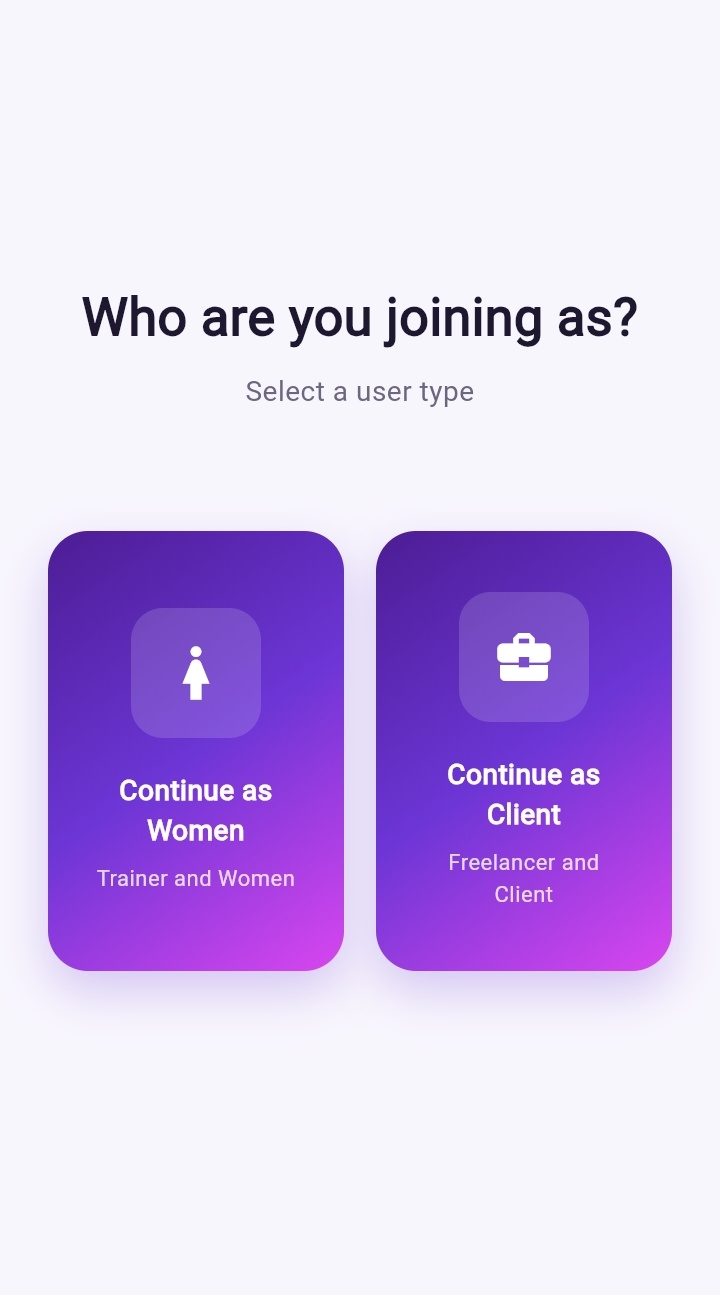 Who are you joining as?
Select a user type
Continue as
Women
Trainer and Women
Continue as
Client
Freelancer and
Client